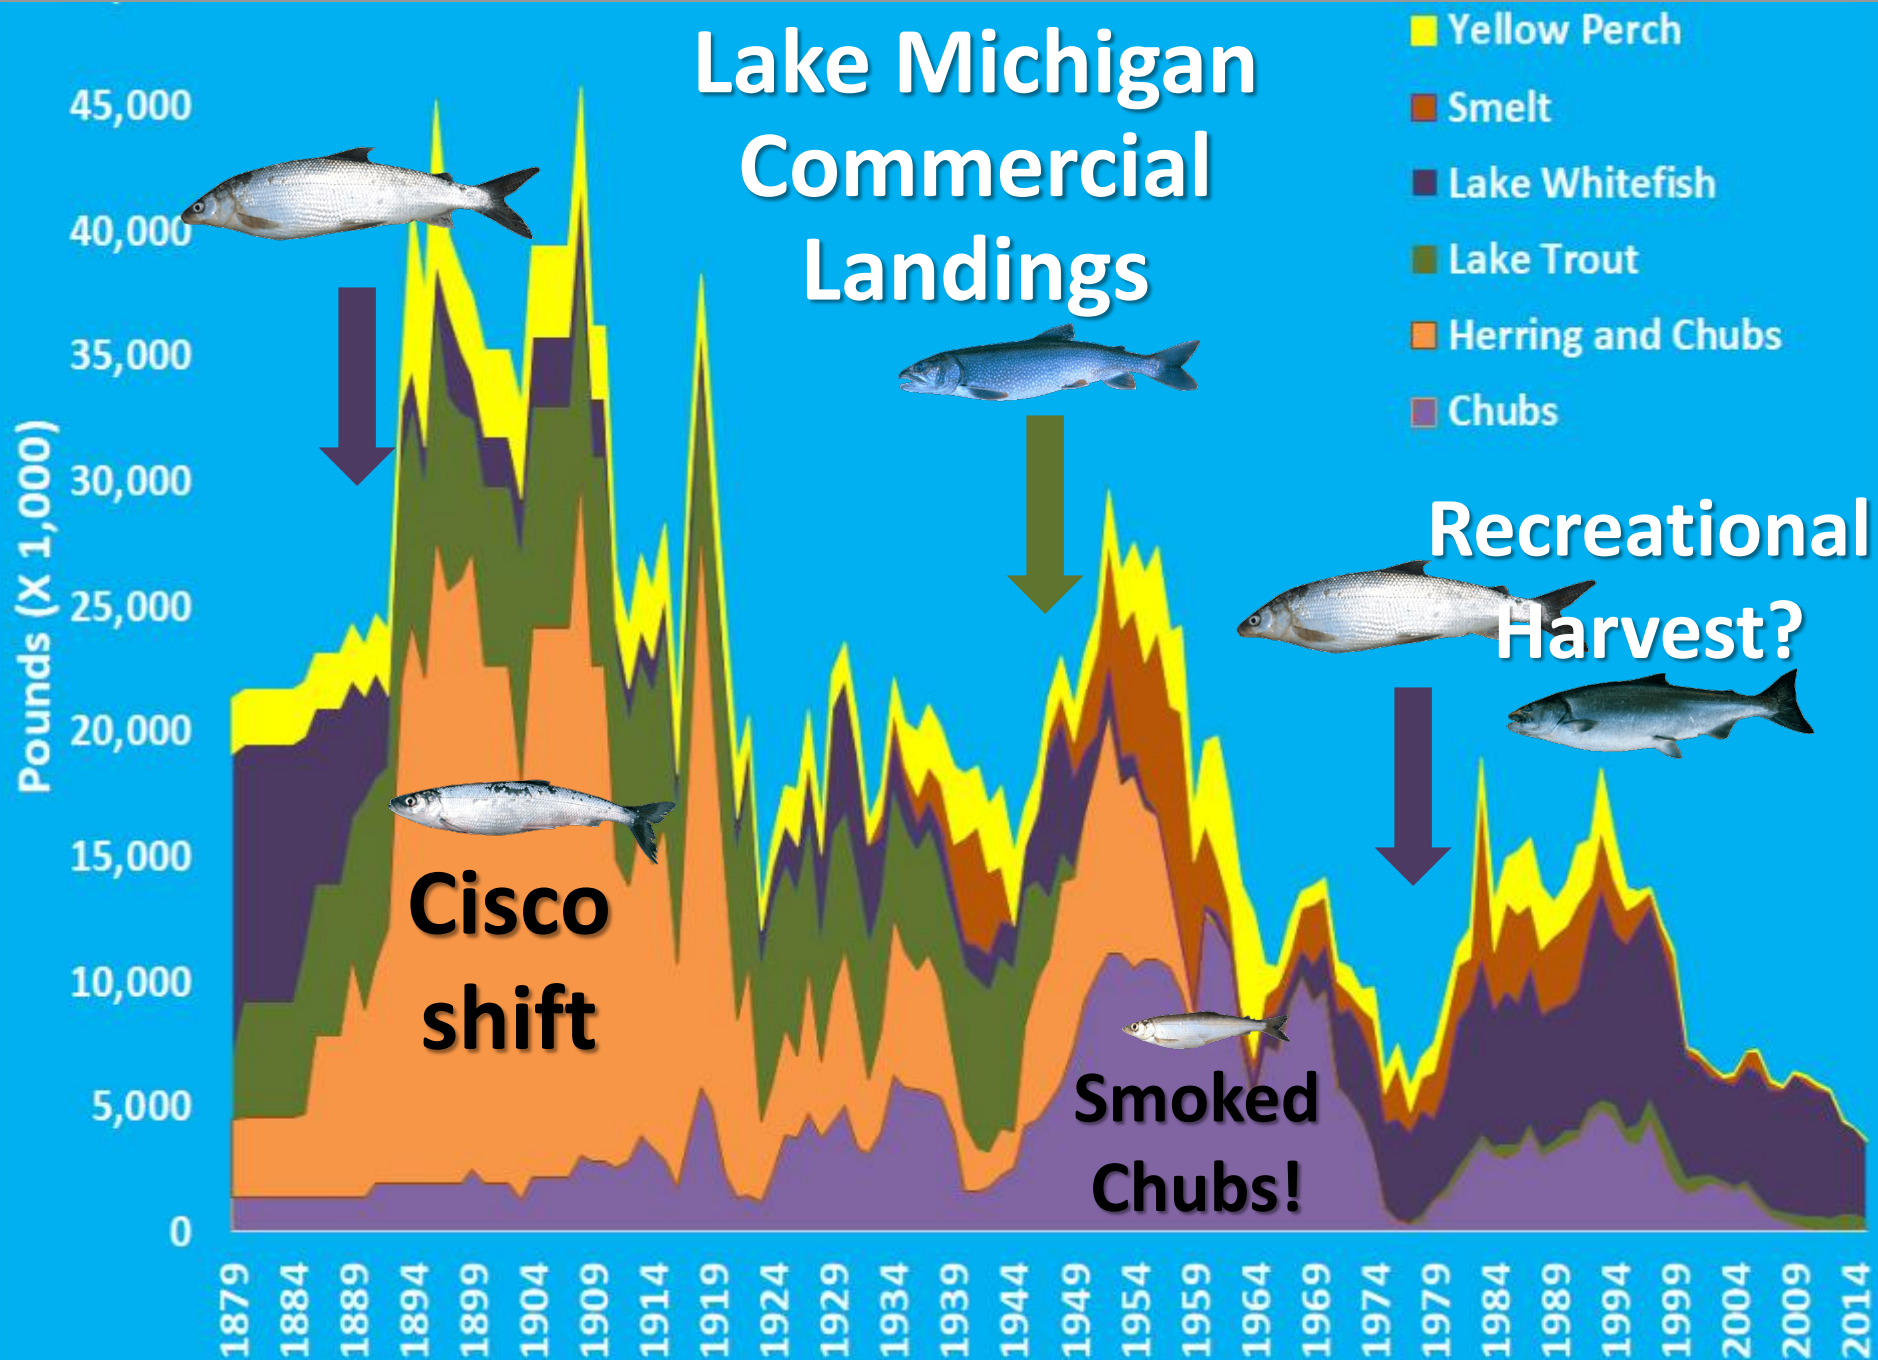 Lake Michigan
Commercial
Landings
Yellow Perch
Smelt
Lake Whitefish
Lake Trout
Herring and Chubs
Chubs
Recreational
Harvest?
Cisco
shift
Smoked
Chubs!
Pounds (X 1,000)
45,000
40,000
35,000
30,000
25,000
20,000
15,000
10,000
5,000
0
1879
1884
1889
1894
1899
1904
1909
1914
1919
1924
1929
1934
1939
1944
1949
1954
1959
1964
1969
1974
1979
1984
1989
1994
1999
2004
2009
2014